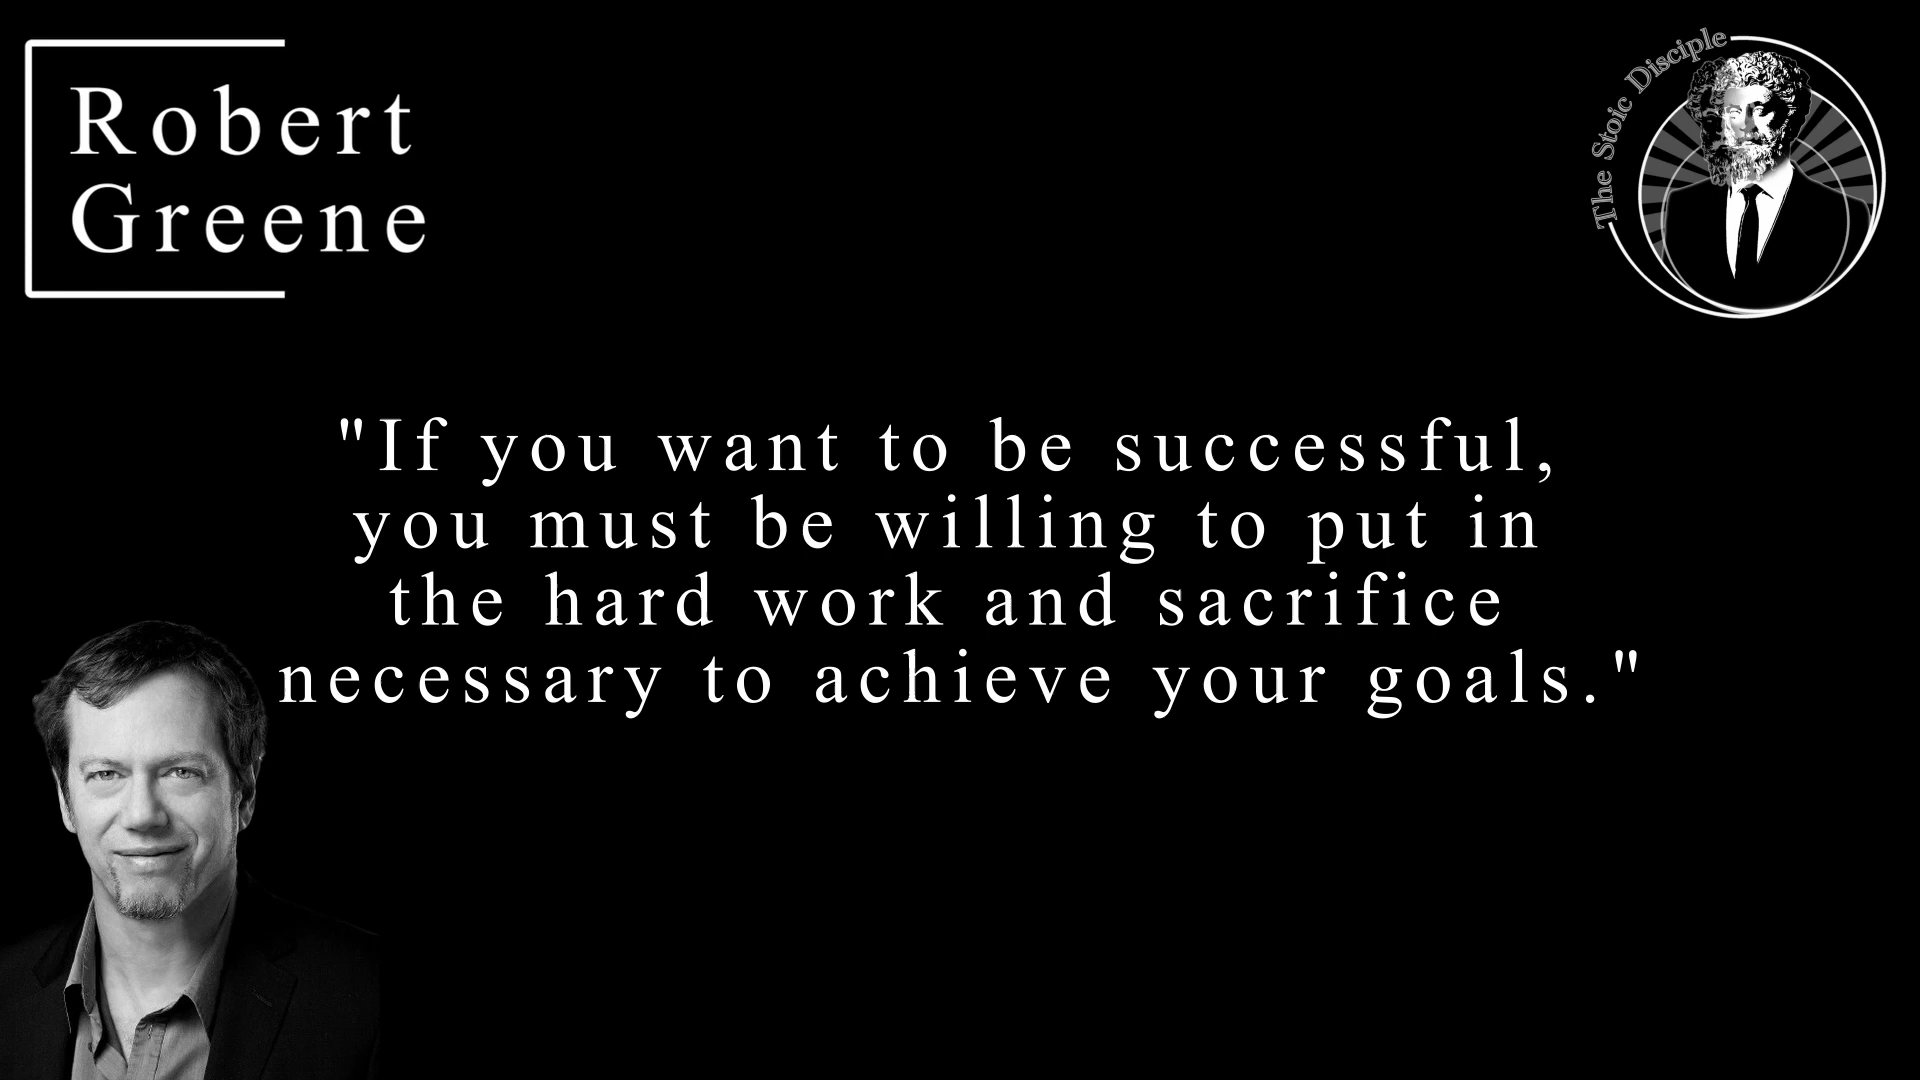 Robert
Greene
The Stoic Disciple
"If you want to be successful,
you must be willing to put in
the hard work and sacrifice
necessary to achieve your goals."